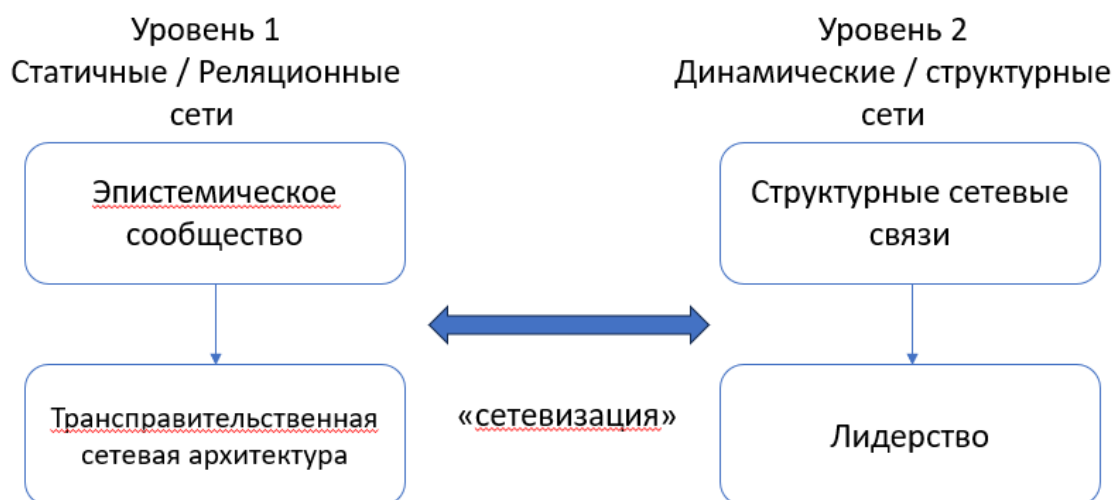 Уровень 1
Статичные / Реляционные
сети
Уровень 2
Динамические / структурные
сети
Эпистемическое
сообщество
Структурные сетевые
связи
Трансправительственная
сетевая архитектура
«сетевизация»
Лидерство